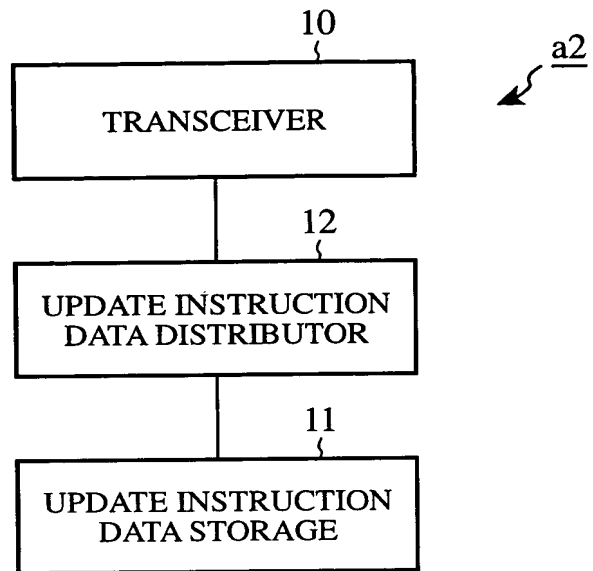 10
a2
TRANSCEIVER
12
UPDATE INSTRUCTION
DATA DISTRIBUTOR
11
UPDATE INSTRUCTION
DATA STORAGE